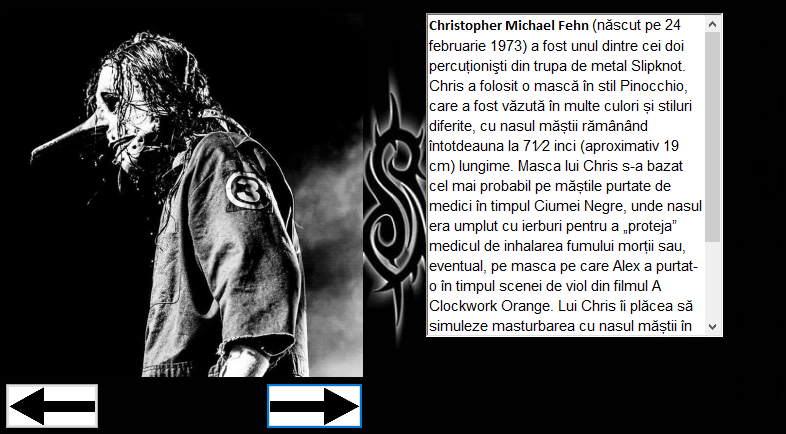 Christopher Michael Fehn (născut pe 24
februarie 1973) a fost unul dintre cei doi
percuționişti din trupa de metal Slipknot.
Chris a folosit o mască în stil Pinocchio,
care a fost văzută în multe culori și stiluri
diferite, cu nasul măștii rămânând
întotdeauna la 71⁄2 inci (aproximativ 19
cm) lungime. Masca lui Chris s-a bazat
cel mai probabil pe măștile purtate de
medici în timpul Ciumei Negre, unde nasul
era umplut cu ierburi pentru a „proteja”
medicul de inhalarea fumului morții sau,
eventual, pe masca pe care Alex a purtat-
o în timpul scenei de viol din filmul A
Clockwork Orange. Lui Chris îi plăcea să
simuleze masturbarea cu nasul măștii în
3